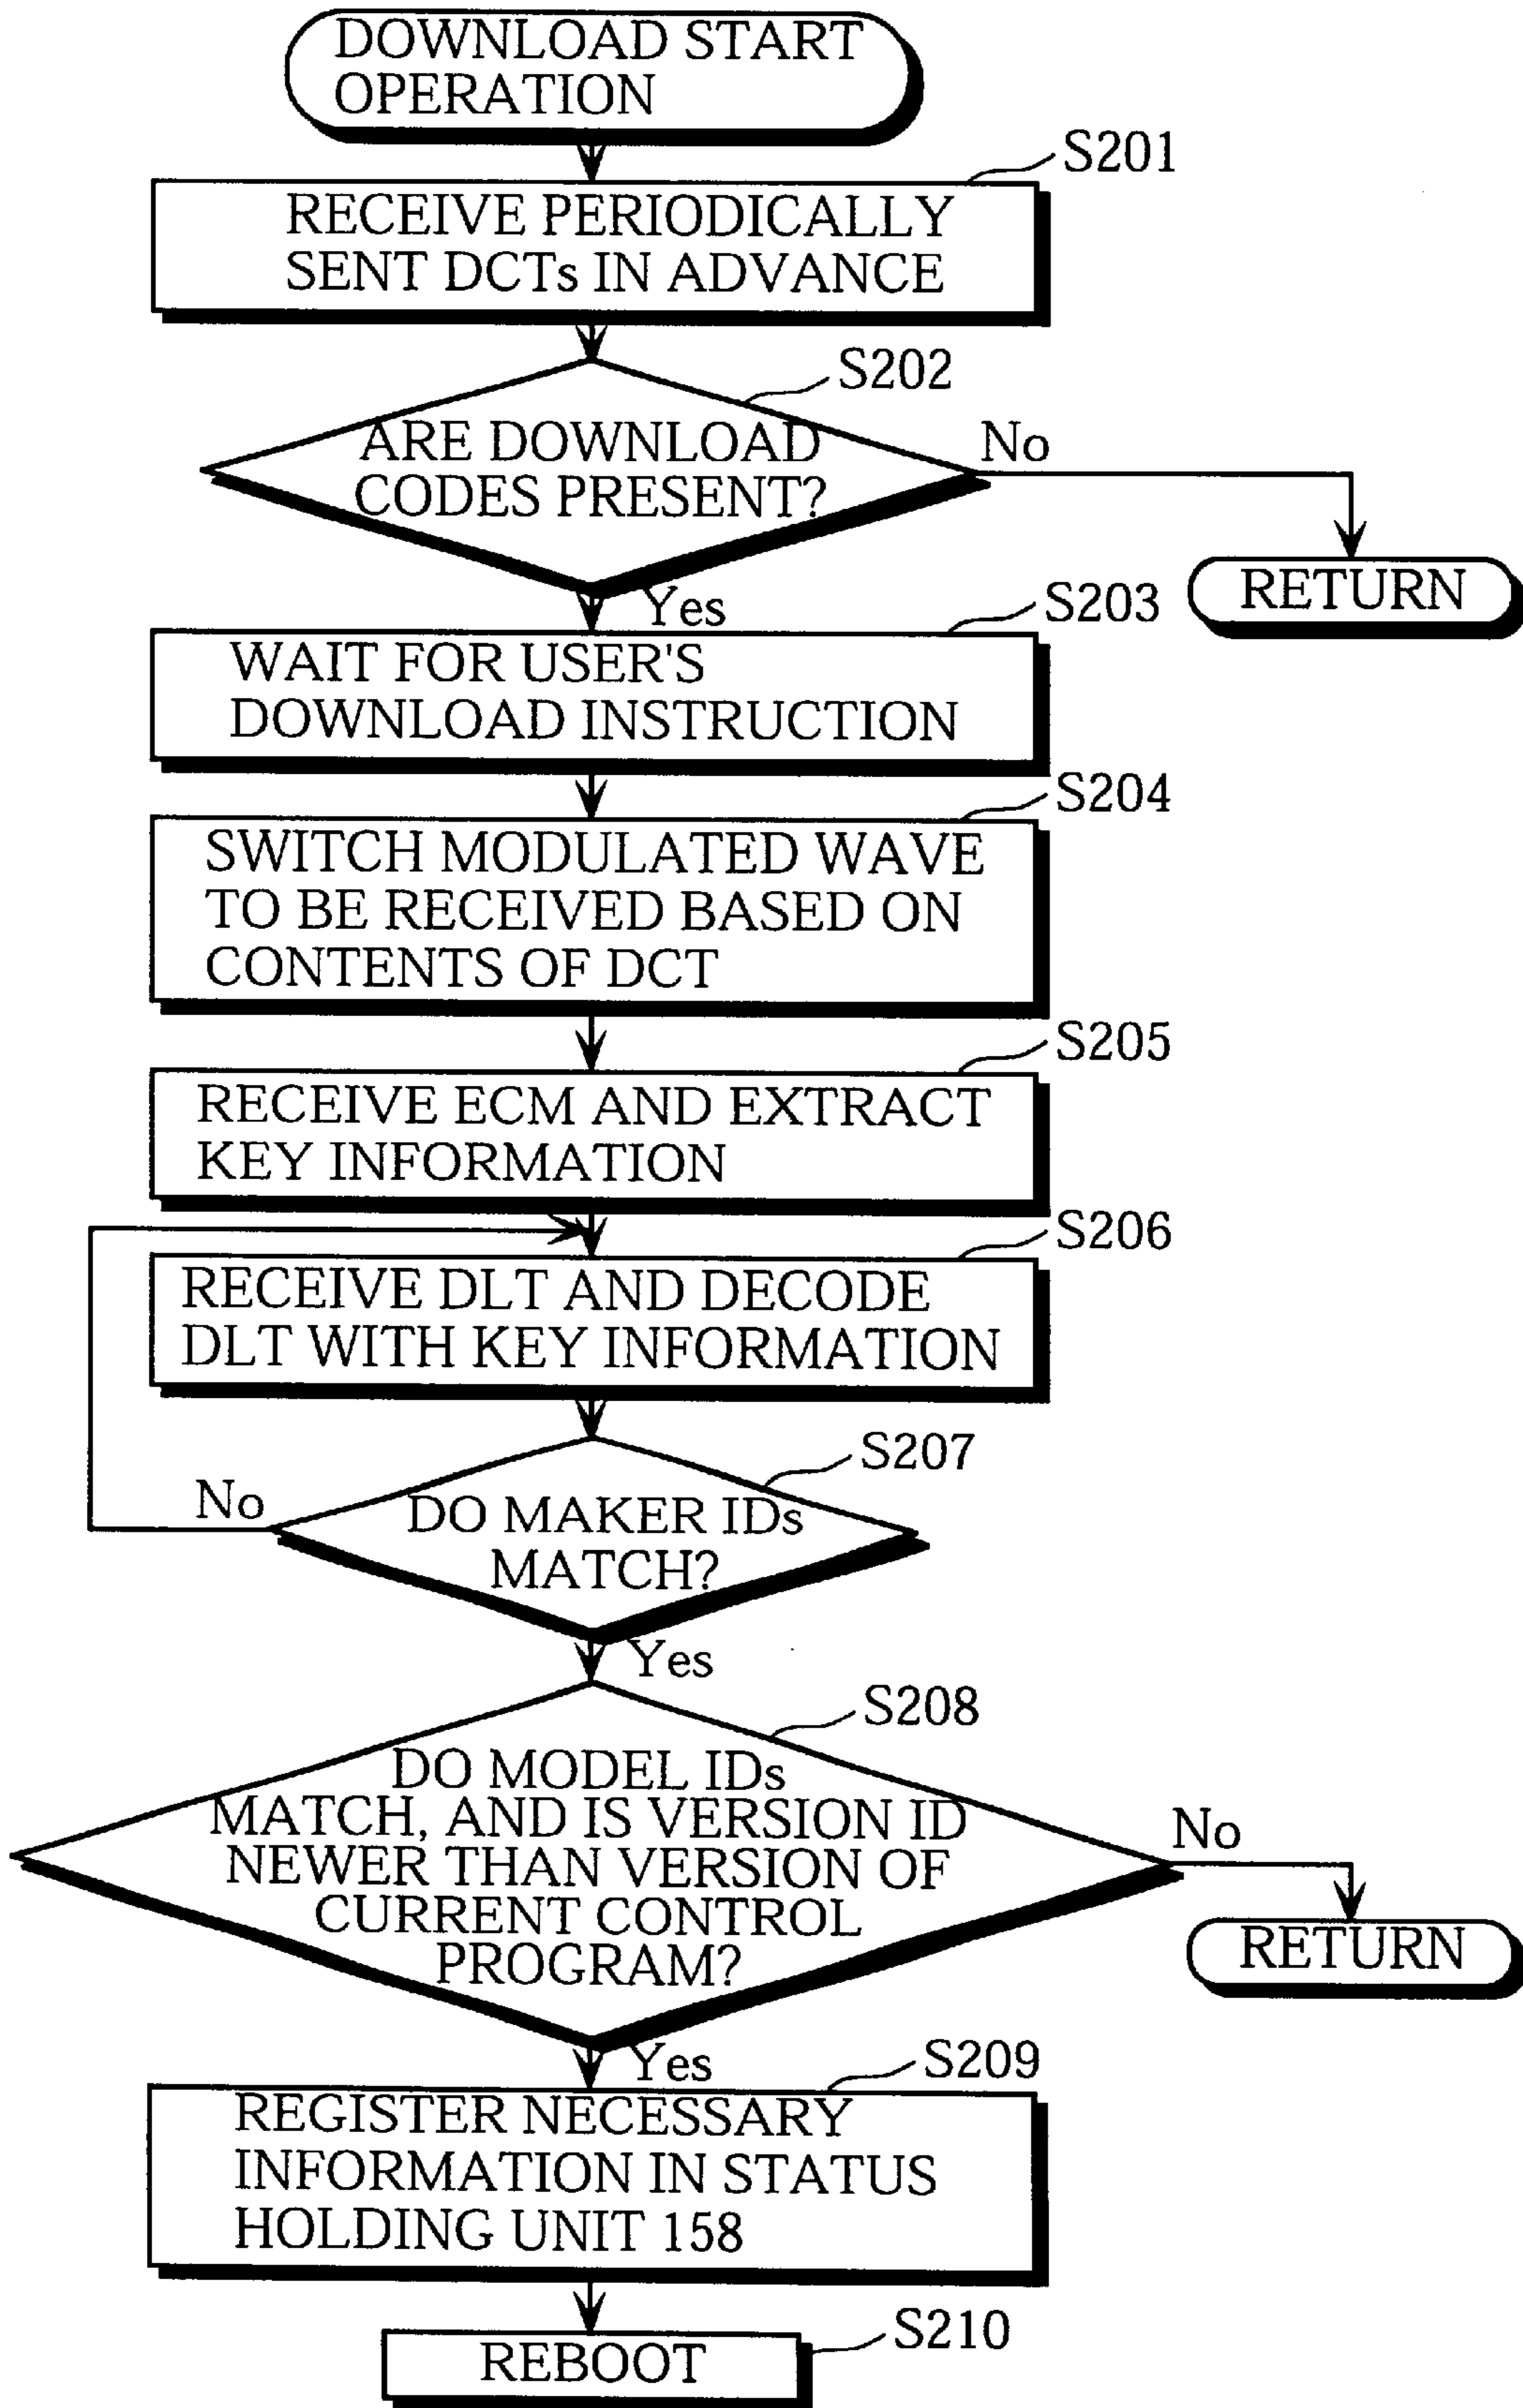 DOWNLOAD START
OPERATION
S201
RECEIVE PERIODICALLY
SENT DCTs IN ADVANCE
S202
ARE DOWNLOAD
CODES PRESENT?
No
RETURN
Yes
S203
WAIT FOR USER'S
DOWNLOAD INSTRUCTION
S204
SWITCH MODULATED WAVE
TO BE RECEIVED BASED ON
CONTENTS OF DCT
S205
RECEIVE ECM AND EXTRACT
KEY INFORMATION
S206
RECEIVE DLT AND DECODE
DLT WITH KEY INFORMATION
S207
No
DO MAKER IDs
MATCH?
Yes
S208
DO MODEL IDs
MATCH, AND IS VERSION ID
NEWER THAN VERSION OF
CURRENT CONTROL
PROGRAM?
No
RETURN
Yes
S209
REGISTER NECESSARY
INFORMATION IN STATUS
HOLDING UNIT 158
S210
REBOOT